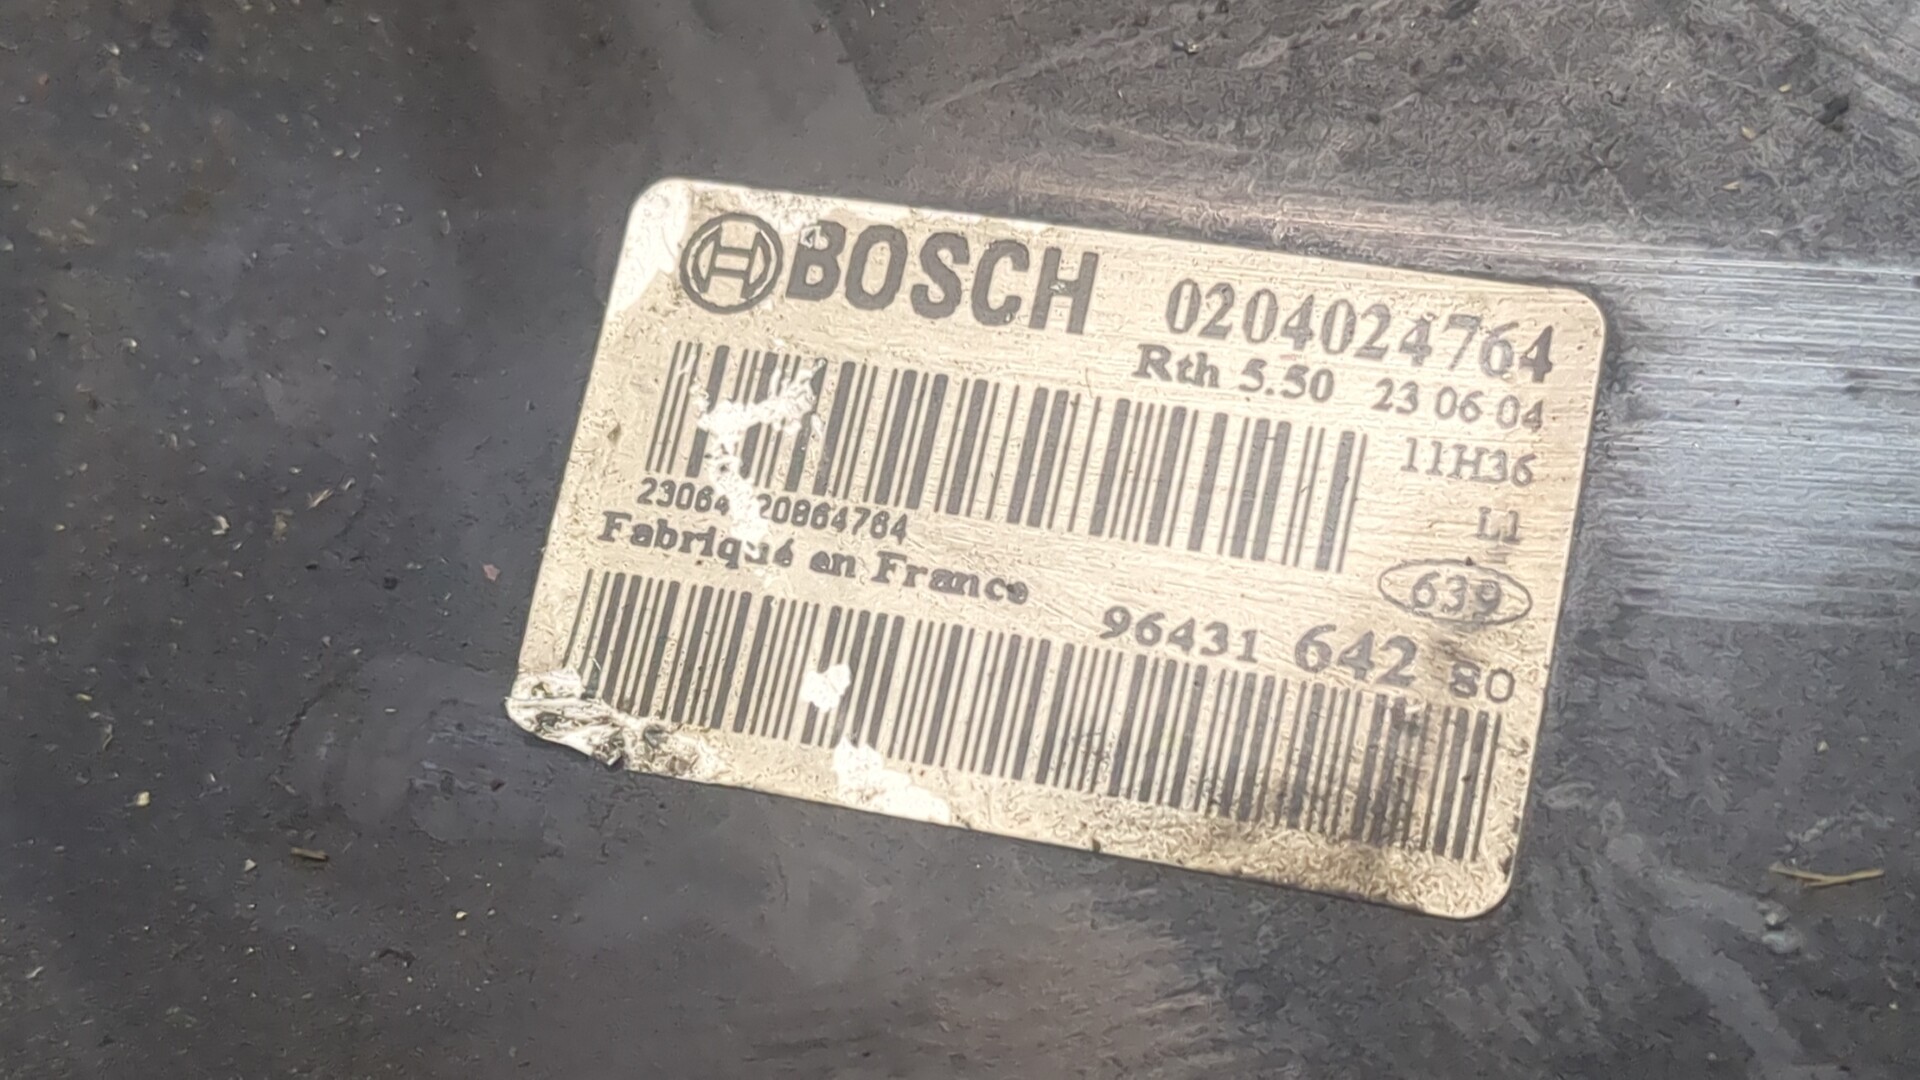 BOSCH 0204024764
Rth 5.50 23 06 04
11H36
L1
Fabriqué en France
639
96431 642 80